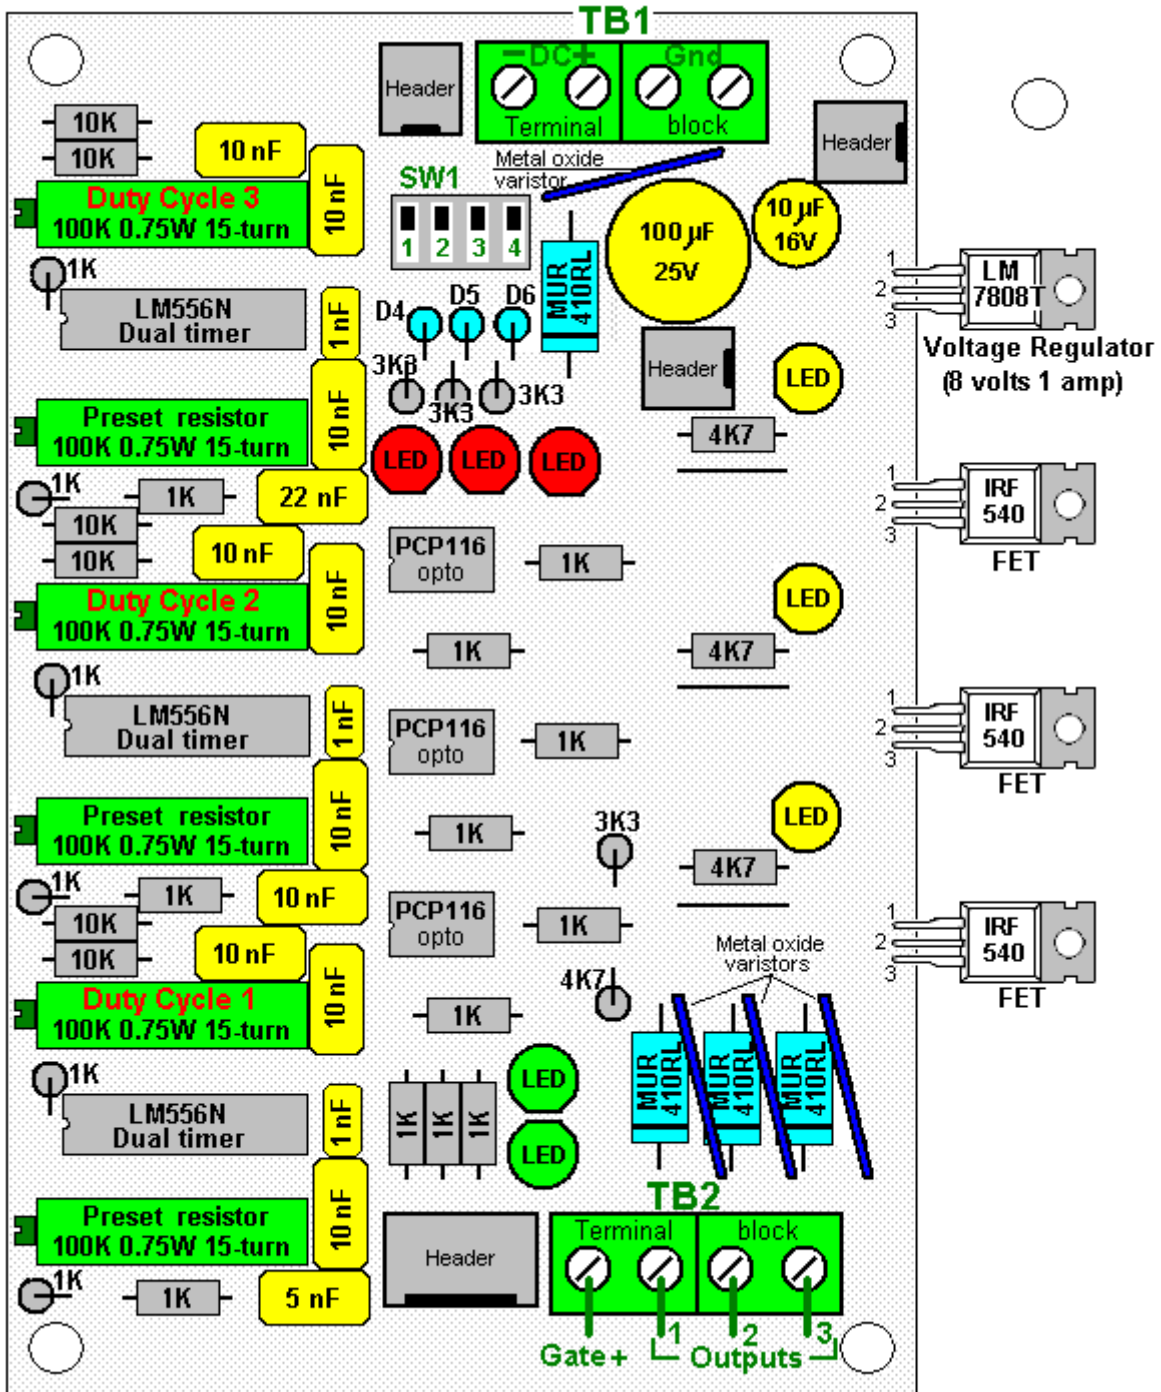 TB1
−DC+ Gnd
Header
Terminal block
Header
10K
10K
10 nF
10 nF
Metal oxide
varistor
SW1
1 2 3 4
Duty Cycle 3
100K 0.75W 15-turn
100 µF
25V
10 µF
16V
MUR
410RL
1K
LM556N
Dual timer
1 nF
D4
D5
D6
3K3
3K3
3K3
Header
LED
1
2
3
LM
7808T
Voltage Regulator
(8 volts 1 amp)
Preset resistor
100K 0.75W 15-turn
10 nF
LED
LED
LED
4K7
1K
1K
22 nF
1
2
3
IRF
540
FET
10K
10K
10 nF
10 nF
PCP116
opto
1K
Duty Cycle 2
100K 0.75W 15-turn
LED
1K
4K7
1K
LM556N
Dual timer
1 nF
PCP116
opto
1K
1
2
3
IRF
540
FET
Preset resistor
100K 0.75W 15-turn
10 nF
1K
3K3
LED
4K7
1K
1K
10 nF
10K
10K
10 nF
10 nF
PCP116
opto
1K
1
2
3
IRF
540
FET
Metal oxide
varistors
Duty Cycle 1
100K 0.75W 15-turn
1K
4K7
1K
LM556N
Dual timer
1 nF
1K
1K
1K
LED
LED
MUR
410RL
MUR
410RL
MUR
410RL
TB2
Preset resistor
100K 0.75W 15-turn
10 nF
Header
Terminal block
1K
1K
5 nF
1 2 3
Gate + Outputs